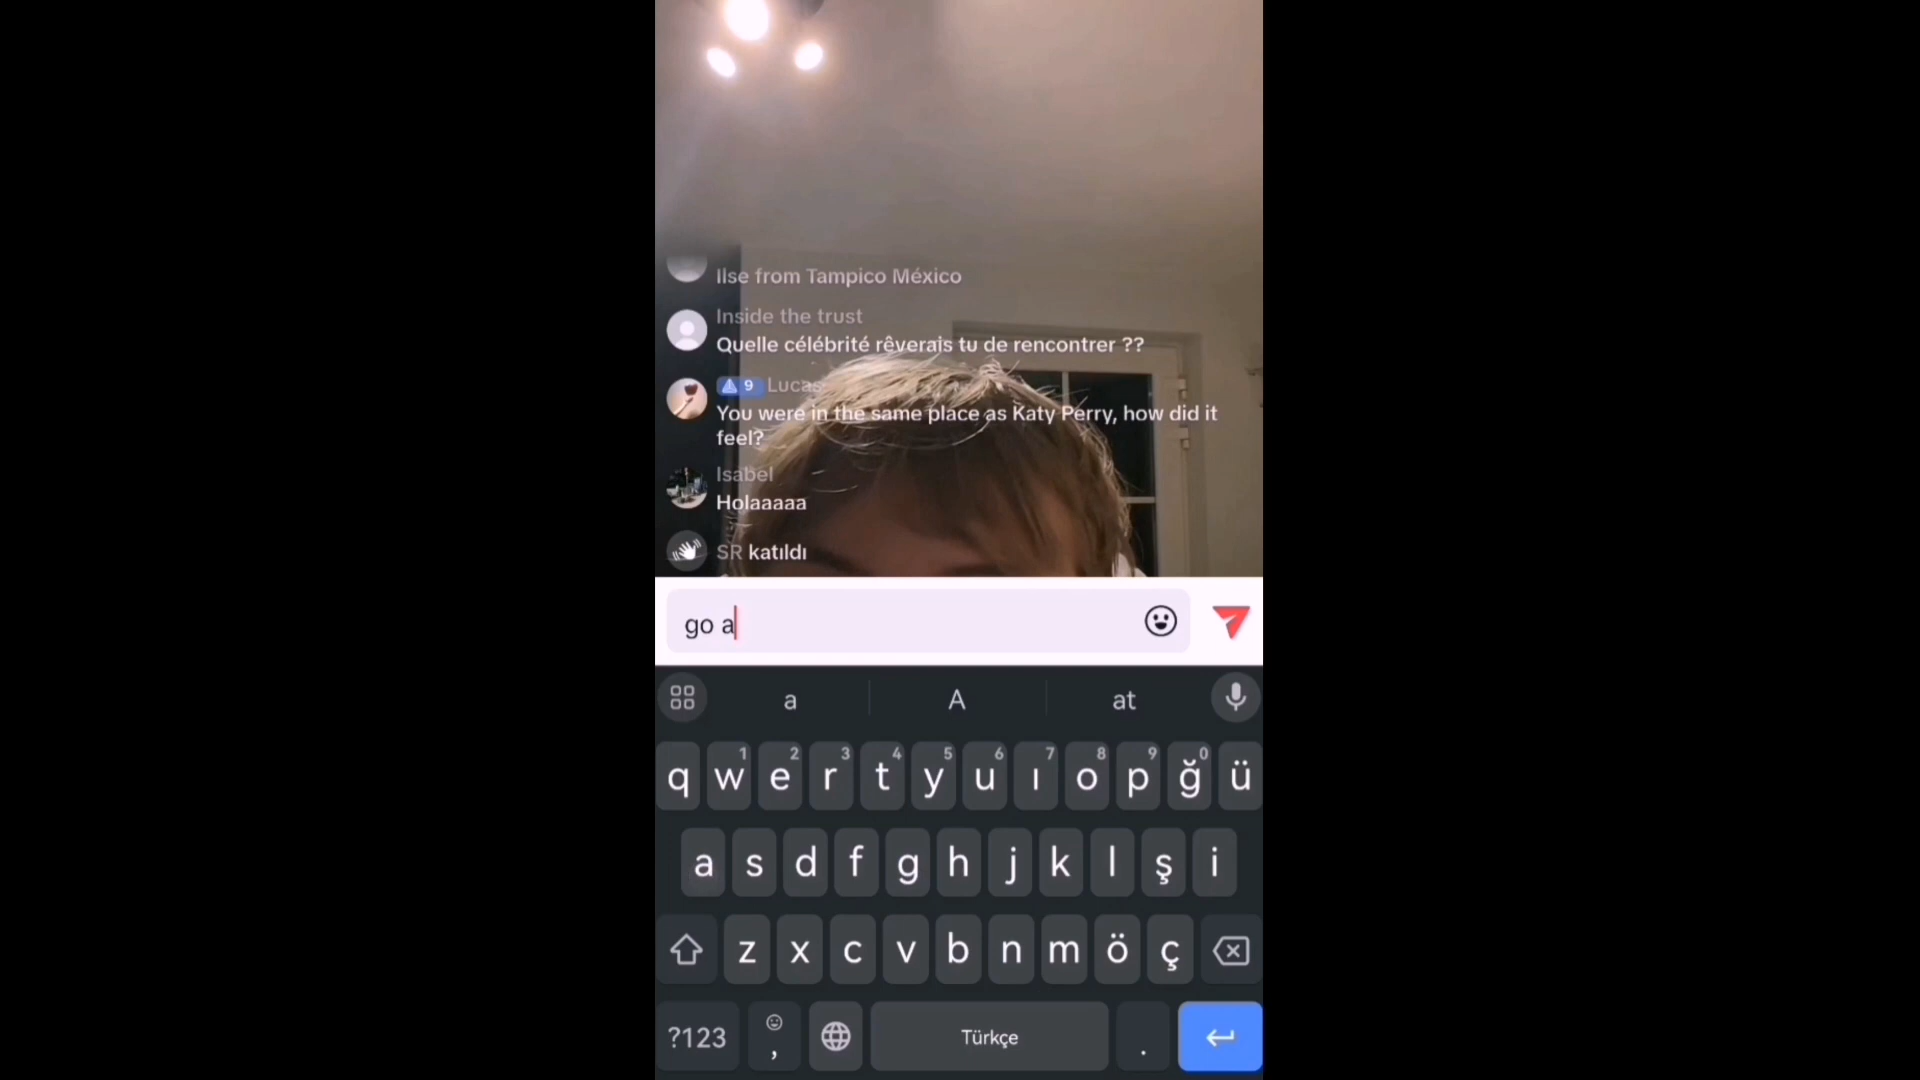 Ilse from Tampico México
Inside the trust
Quelle célébrité rêverais tu de rencontrer ??
9 Lucas
You were in the same place as Katy Perry, how did it
feel?
Isabel
Holaaaaa
SR katıldı
go a
a A at
q w 1 e 2 r 3 t 4 y 5 u 6 ı 7 o 8 p 9 ğ 0 ü
a s d f g h j k l ş i
z x c v b n m ö ç
?123 , Türkçe .